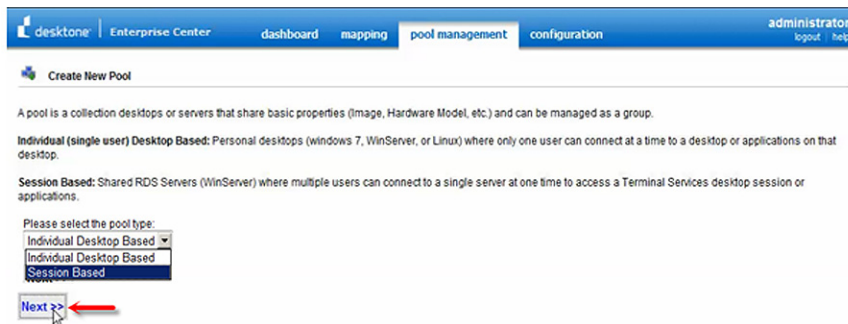 desktone Enterprise Center dashboard mapping pool management configuration administrator
logout | help
Create New Pool
A pool is a collection desktops or servers that share basic properties (Image, Hardware Model, etc.) and can be managed as a group.
Individual (single user) Desktop Based: Personal desktops (windows 7, WinServer, or Linux) where only one user can connect at a time to a desktop or applications on that
desktop.
Session Based: Shared RDS Servers (WinServer) where multiple users can connect to a single server at one time to access a Terminal Services desktop session or
applications.
Please select the pool type:
Individual Desktop Based
Individual Desktop Based
Session Based
Next >>